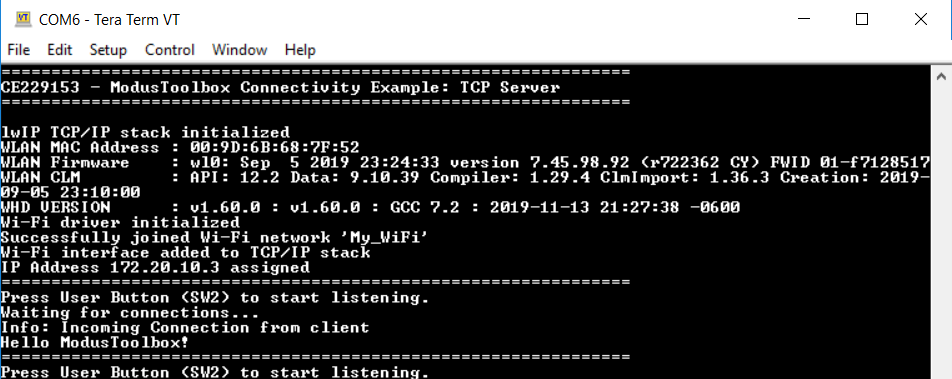 COM6 - Tera Term VT
File Edit Setup Control Window Help
===============================================================
CE229153 - ModusToolbox Connectivity Example: TCP Server
===============================================================
lwIP TCP/IP stack initialized
WLAN MAC Address : 00:9D:6B:68:7F:52
WLAN Firmware    : wl0: Sep  5 2019 23:24:33 version 7.45.98.92 (r722362 CY) FWID 01-f7128517
WLAN CLM         : API: 12.2 Data: 9.10.39 Compiler: 1.29.4 ClmImport: 1.36.3 Creation: 2019-
09-05 23:10:00
WHD VERSION      : v1.60.0 : v1.60.0 : GCC 7.2 : 2019-11-13 21:27:38 -0600
Wi-Fi driver initialized
Successfully joined Wi-Fi network 'My_WiFi'
Wi-Fi interface added to TCP/IP stack
IP Address 172.20.10.3 assigned
===============================================================
Press User Button (SW2) to start listening.
Waiting for connections...
Info: Incoming Connection from client
Hello ModusToolbox!
===============================================================
Press User Button (SW2) to start listening.